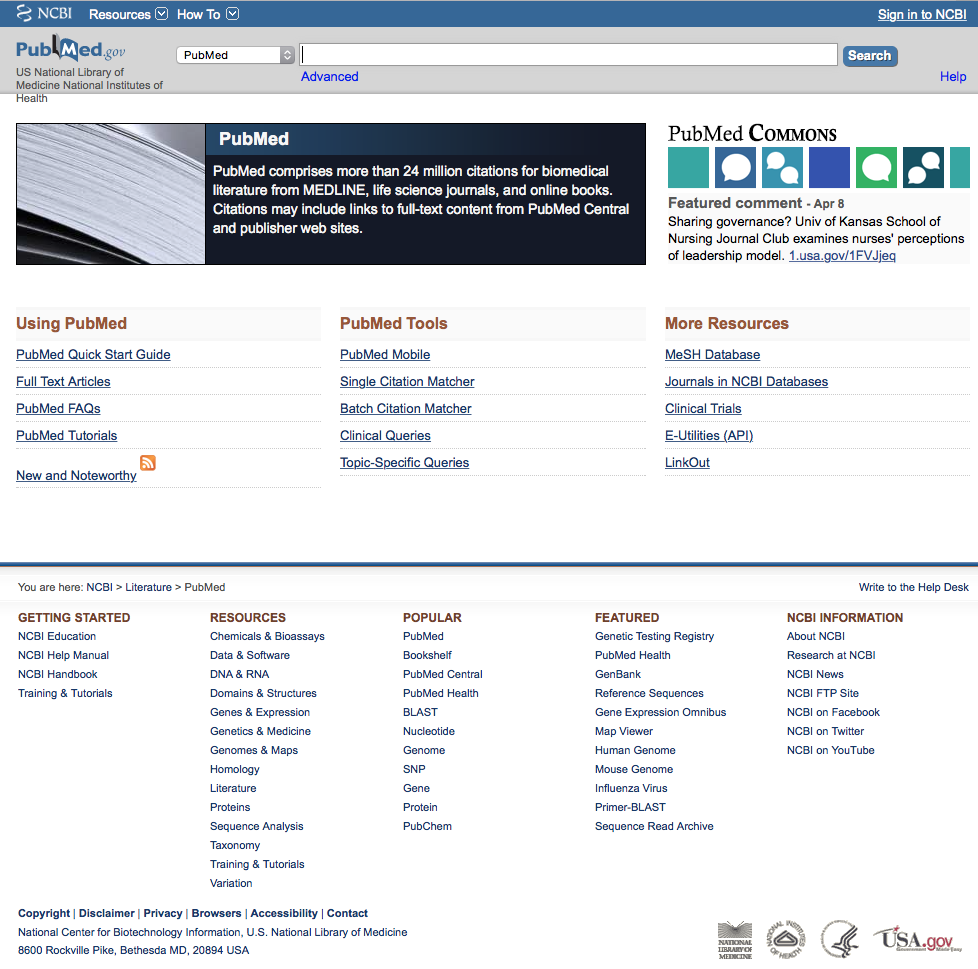 NCBI Resources How To Sign in to NCBI
PubMed.gov
US National Library of
Medicine National Institutes of
Health
PubMed
Search
Advanced
Help
PubMed
PubMed comprises more than 24 million citations for biomedical
literature from MEDLINE, life science journals, and online books.
Citations may include links to full-text content from PubMed Central
and publisher web sites.
PubMed COMMONS
Featured comment - Apr 8
Sharing governance? Univ of Kansas School of
Nursing Journal Club examines nurses' perceptions
of leadership model. 1.usa.gov/1FVJjeq
Using PubMed
PubMed Quick Start Guide
Full Text Articles
PubMed FAQs
PubMed Tutorials
New and Noteworthy
PubMed Tools
PubMed Mobile
Single Citation Matcher
Batch Citation Matcher
Clinical Queries
Topic-Specific Queries
More Resources
MeSH Database
Journals in NCBI Databases
Clinical Trials
E-Utilities (API)
LinkOut
You are here: NCBI > Literature > PubMed
Write to the Help Desk
GETTING STARTED
NCBI Education
NCBI Help Manual
NCBI Handbook
Training & Tutorials
RESOURCES
Chemicals & Bioassays
Data & Software
DNA & RNA
Domains & Structures
Genes & Expression
Genetics & Medicine
Genomes & Maps
Homology
Literature
Proteins
Sequence Analysis
Taxonomy
Training & Tutorials
Variation
POPULAR
PubMed
Bookshelf
PubMed Central
PubMed Health
BLAST
Nucleotide
Genome
SNP
Gene
Protein
PubChem
FEATURED
Genetic Testing Registry
PubMed Health
GenBank
Reference Sequences
Gene Expression Omnibus
Map Viewer
Human Genome
Mouse Genome
Influenza Virus
Primer-BLAST
Sequence Read Archive
NCBI INFORMATION
About NCBI
Research at NCBI
NCBI News
NCBI FTP Site
NCBI on Facebook
NCBI on Twitter
NCBI on YouTube
Copyright | Disclaimer | Privacy | Browsers | Accessibility | Contact
National Center for Biotechnology Information, U.S. National Library of Medicine
8600 Rockville Pike, Bethesda MD, 20894 USA
NATIONAL
LIBRARY OF
MEDICINE
NATIONAL INSTITUTES
OF HEALTH
USA.gov
Government Made Easy